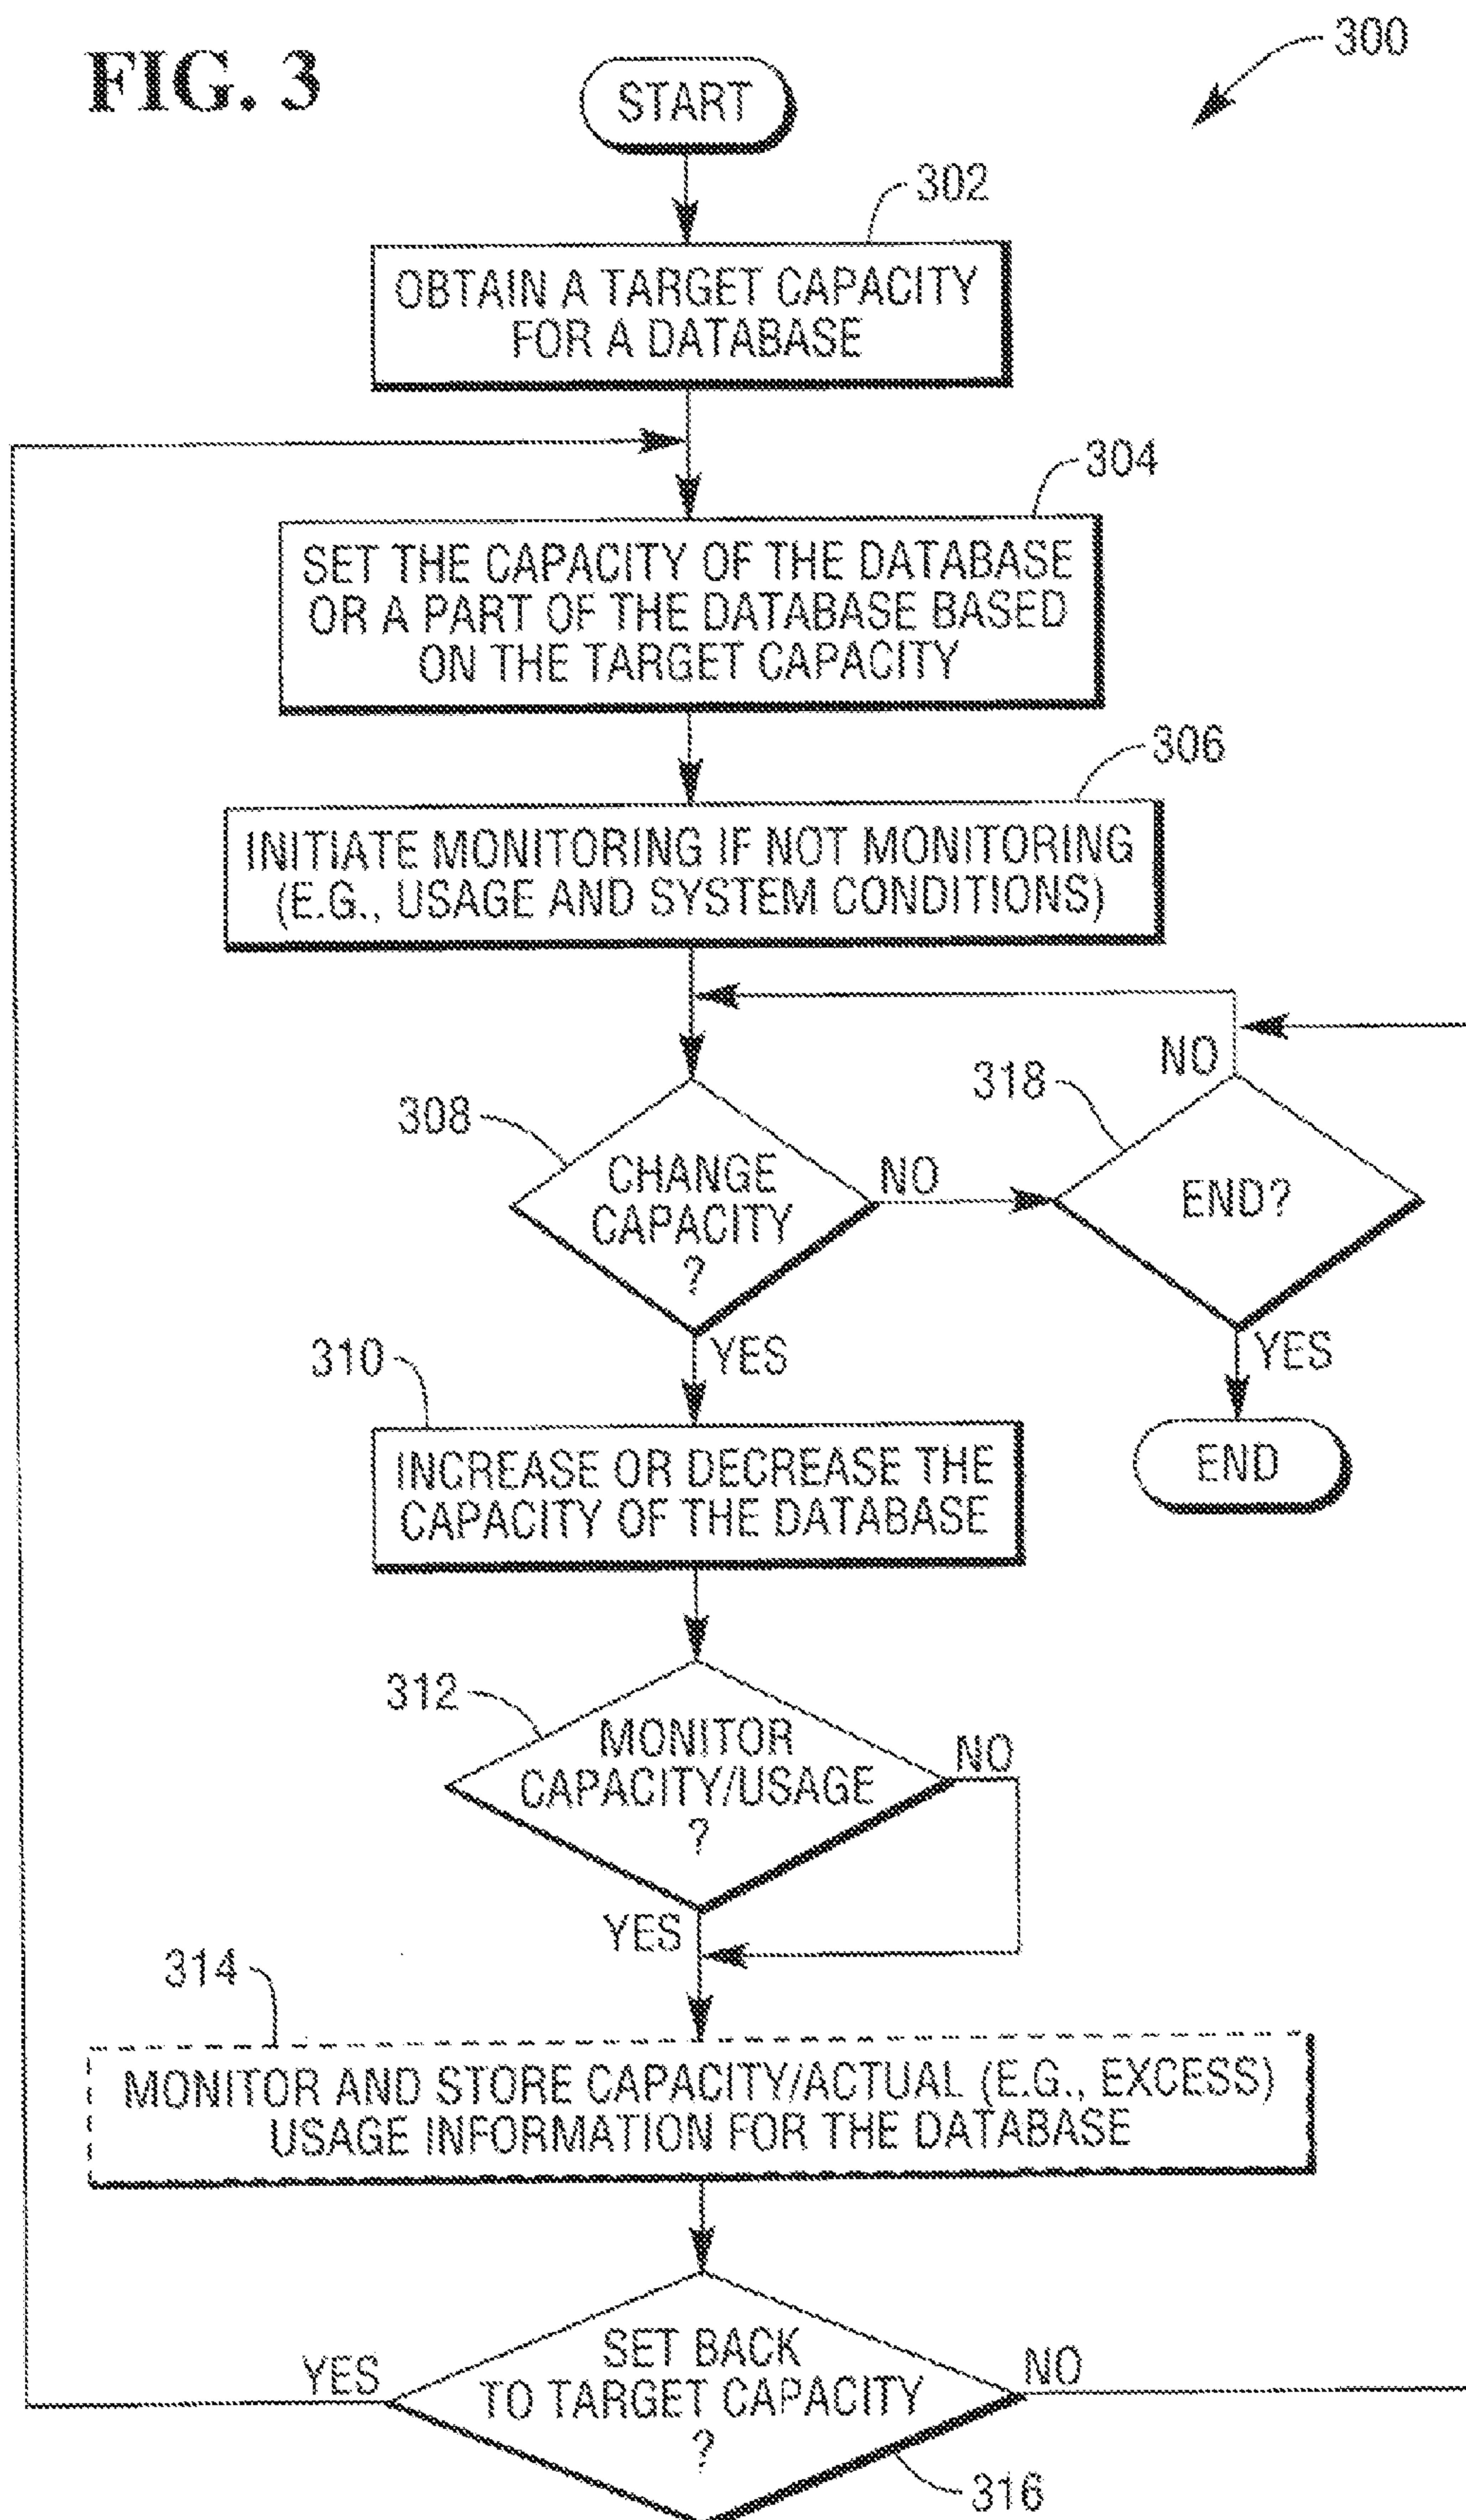 FIG. 3
300
START
302
OBTAIN A TARGET CAPACITY
FOR A DATABASE
304
SET THE CAPACITY OF THE DATABASE
OR A PART OF THE DATABASE BASED
ON THE TARGET CAPACITY
306
INITIATE MONITORING IF NOT MONITORING
(E.G., USAGE AND SYSTEM CONDITIONS)
308
CHANGE
CAPACITY
?
NO
318
NO
END?
YES
YES
END
310
INCREASE OR DECREASE THE
CAPACITY OF THE DATABASE
312
MONITOR
CAPACITY/USAGE
?
NO
YES
314
MONITOR AND STORE CAPACITY/ACTUAL (E.G., EXCESS)
USAGE INFORMATION FOR THE DATABASE
YES
SET BACK
TO TARGET CAPACITY
?
NO
316